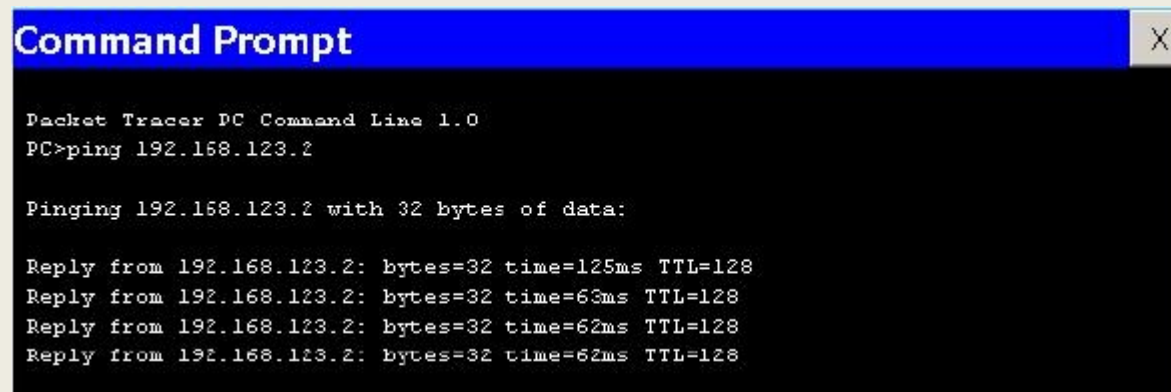 Command Prompt
X
Packet Tracer PC Command Line 1.0
PC>ping 192.168.123.2
Pinging 192.168.123.2 with 32 bytes of data:
Reply from 192.168.123.2: bytes=32 time=125ms TTL=128
Reply from 192.168.123.2: bytes=32 time=63ms TTL=128
Reply from 192.168.123.2: bytes=32 time=62ms TTL=128
Reply from 192.168.123.2: bytes=32 time=62ms TTL=128